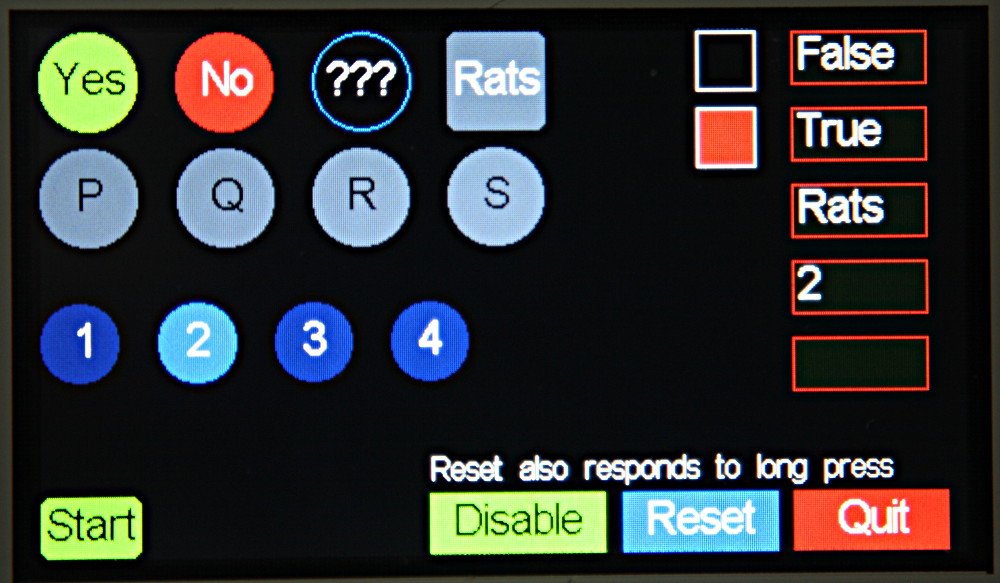 Yes No ??? Rats False
True
P Q R S Rats
2
1 2 3 4
Reset also responds to long press
Start Disable Reset Quit